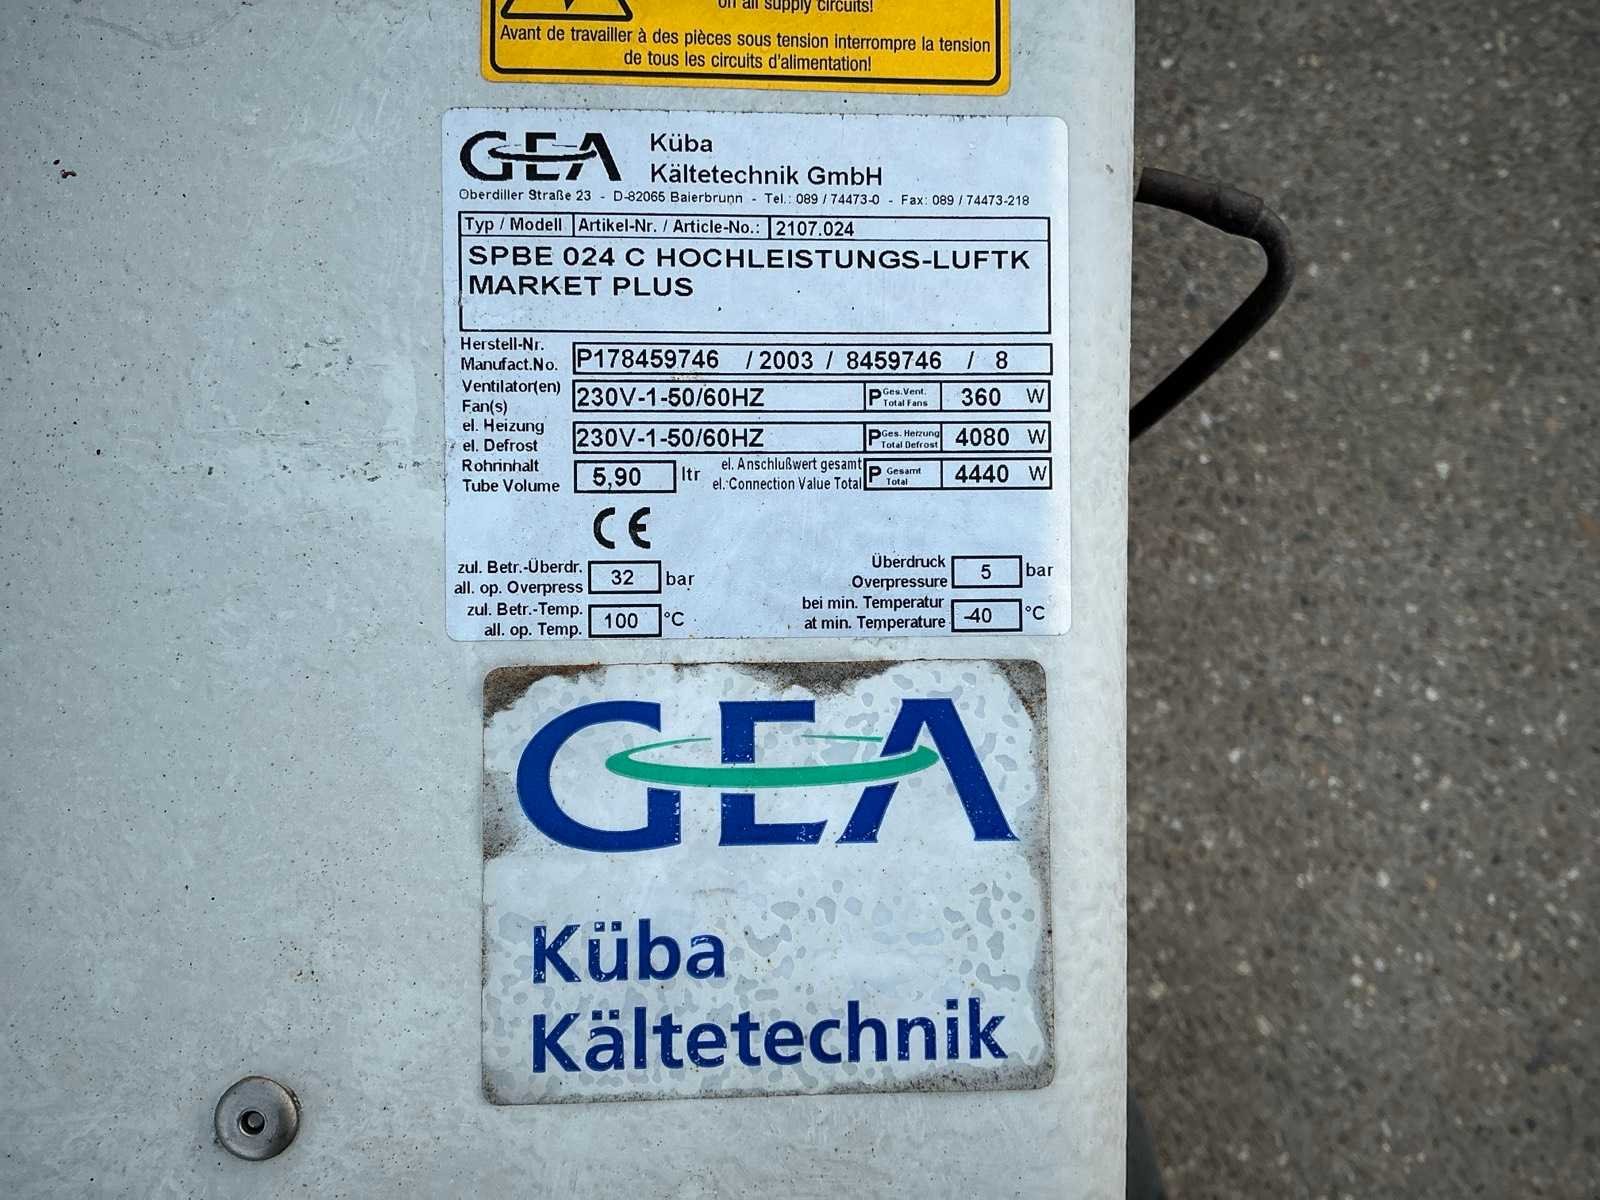 on all supply circuits!
Avant de travailler à des pièces sous tension interrompre la tension
de tous les circuits d'alimentation!
GEA Küba
Kältetechnik GmbH
Oberdiller Straße 23 - D-82065 Baierbrunn - Tel.: 089 / 74473-0 - Fax: 089 / 74473-218
Typ / Modell Artikel-Nr. / Article-No.: 2107.024
SPBE 024 C HOCHLEISTUNGS-LUFTK
MARKET PLUS
Herstell-Nr.
Manufact.No. P178459746 / 2003 / 8459746 / 8
Ventilator(en)
Fan(s) 230V-1-50/60HZ P Ges.Vent. Total Fans 360 W
el. Heizung
el. Defrost 230V-1-50/60HZ P Ges. Heizung Total Defrost 4080 W
Rohrinhalt
Tube Volume 5,90 ltr el. Anschlußwert gesamt
el. Connection Value Total P Gesamt Total 4440 W
CE
zul. Betr.-Überdr.
all. op. Overpress 32 bar
Überdruck
Overpressure 5 bar
zul. Betr.-Temp.
all. op. Temp. 100 °C
bei min. Temperatur
at min. Temperature -40 °C
GEA
Küba
Kältetechnik